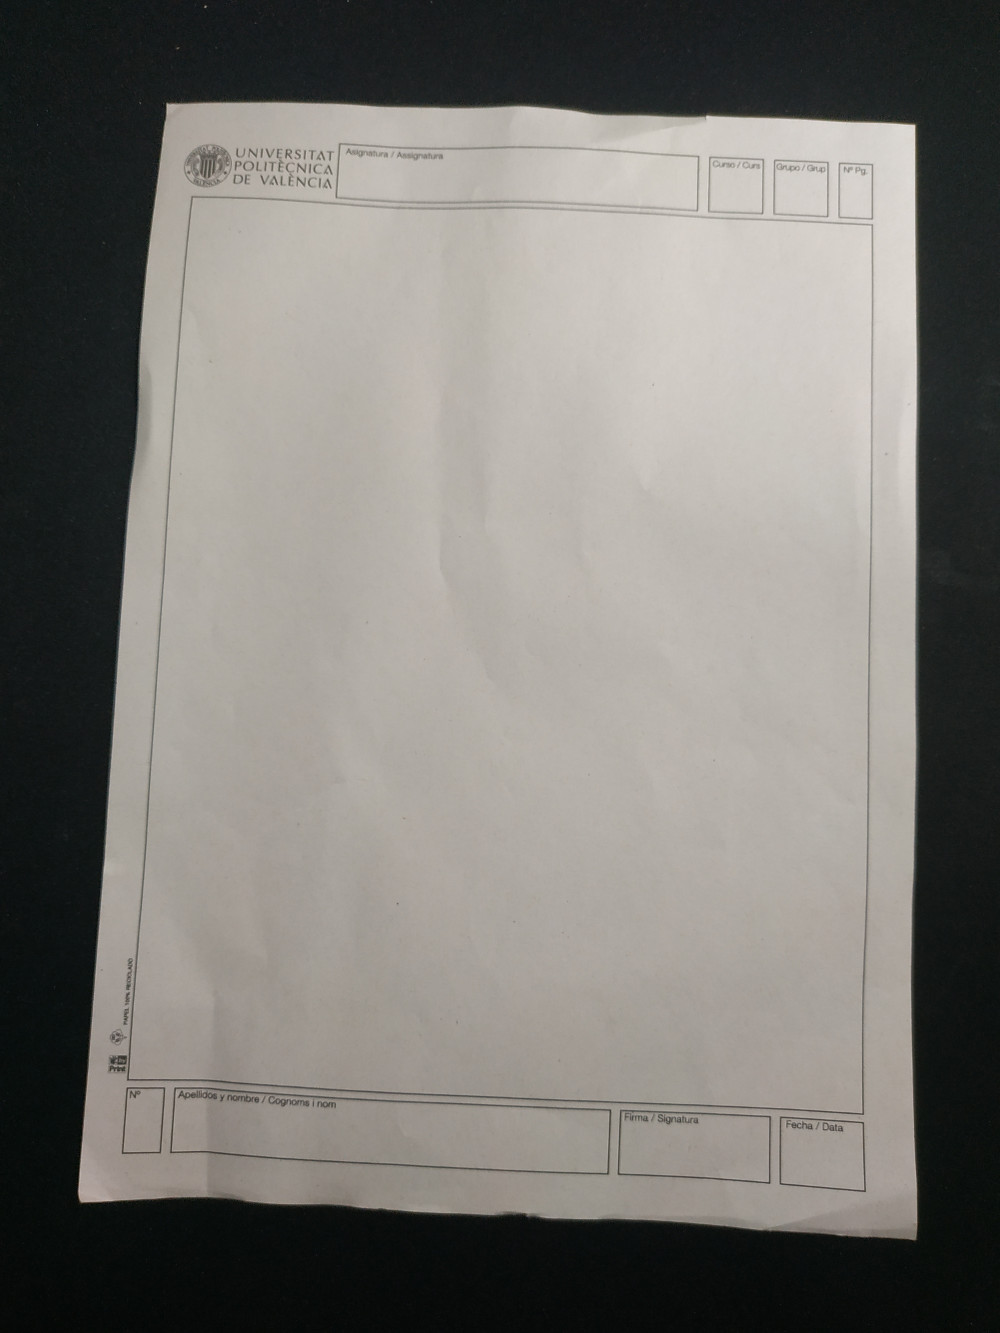 UNIVERSITAT
POLITÈCNICA
DE VALÈNCIA
Asignatura / Assignatura
Curso / Curs
Grupo / Grup
Nº Pg.
PAPEL 100% RECICLADO
Print
Nº
Apellidos y nombre / Cognoms i nom
Firma / Signatura
Fecha / Data